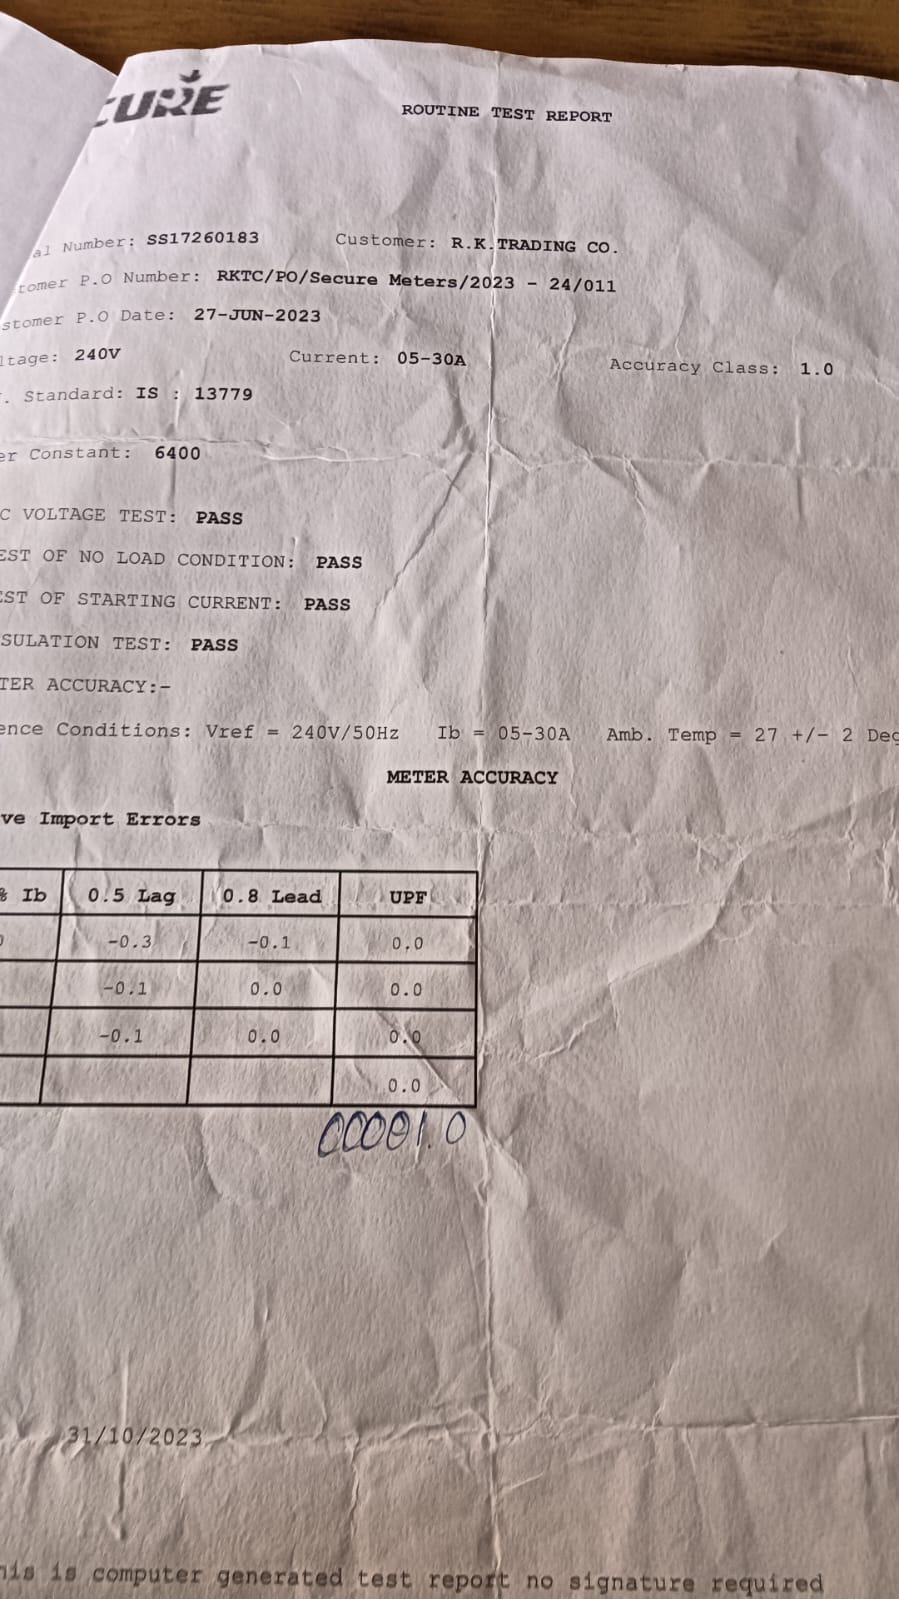 CURE
ROUTINE TEST REPORT
al Number: SS17260183 Customer: R.K.TRADING CO.
tomer P.O Number: RKTC/PO/Secure Meters/2023 - 24/011
stomer P.O Date: 27-JUN-2023
ltage: 240V Current: 05-30A Accuracy Class: 1.0
. Standard: IS : 13779
er Constant: 6400
C VOLTAGE TEST: PASS
EST OF NO LOAD CONDITION: PASS
EST OF STARTING CURRENT: PASS
SULATION TEST: PASS
TER ACCURACY:-
ence Conditions: Vref = 240V/50Hz Ib = 05-30A Amb. Temp = 27 +/- 2 Deg
METER ACCURACY
ve Import Errors
% Ib 0.5 Lag 0.8 Lead UPF
0 -0.3 -0.1 0.0
-0.1 0.0 0.0
-0.1 0.0 0.0
0.0
00001.0
31/10/2023
his is computer generated test report no signature required